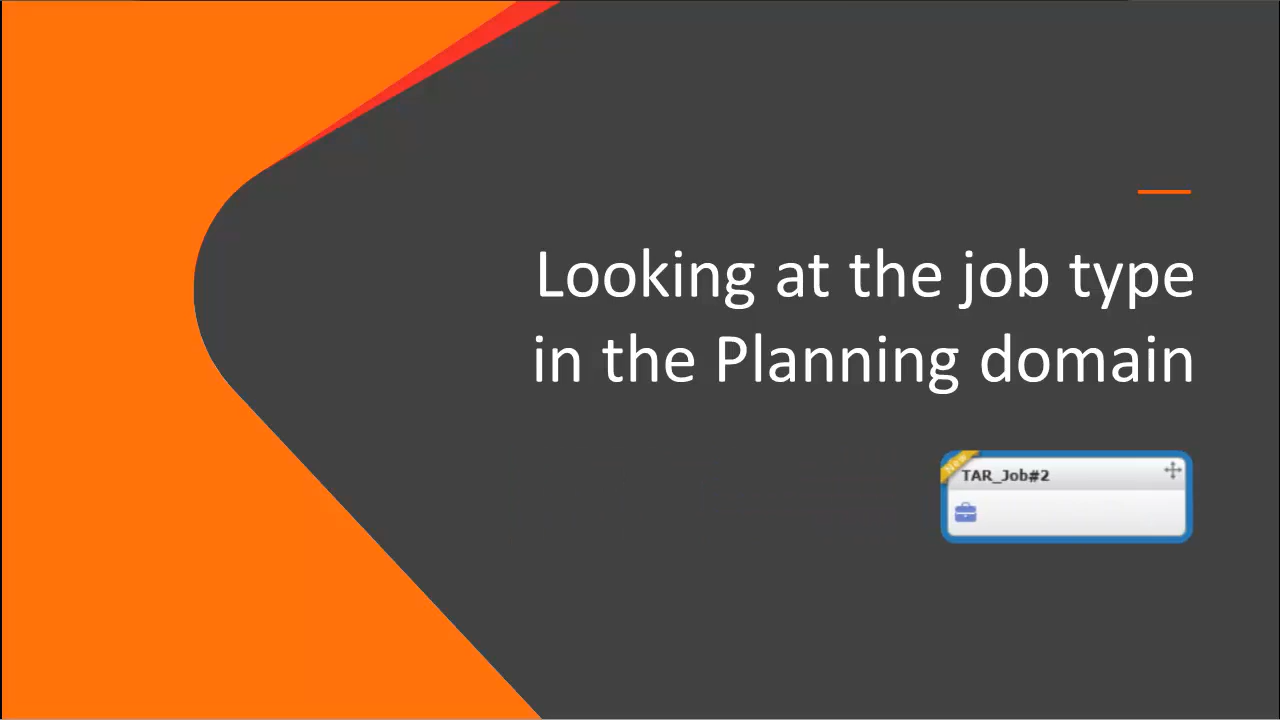 Looking at the job type
in the Planning domain
New
TAR_Job#2